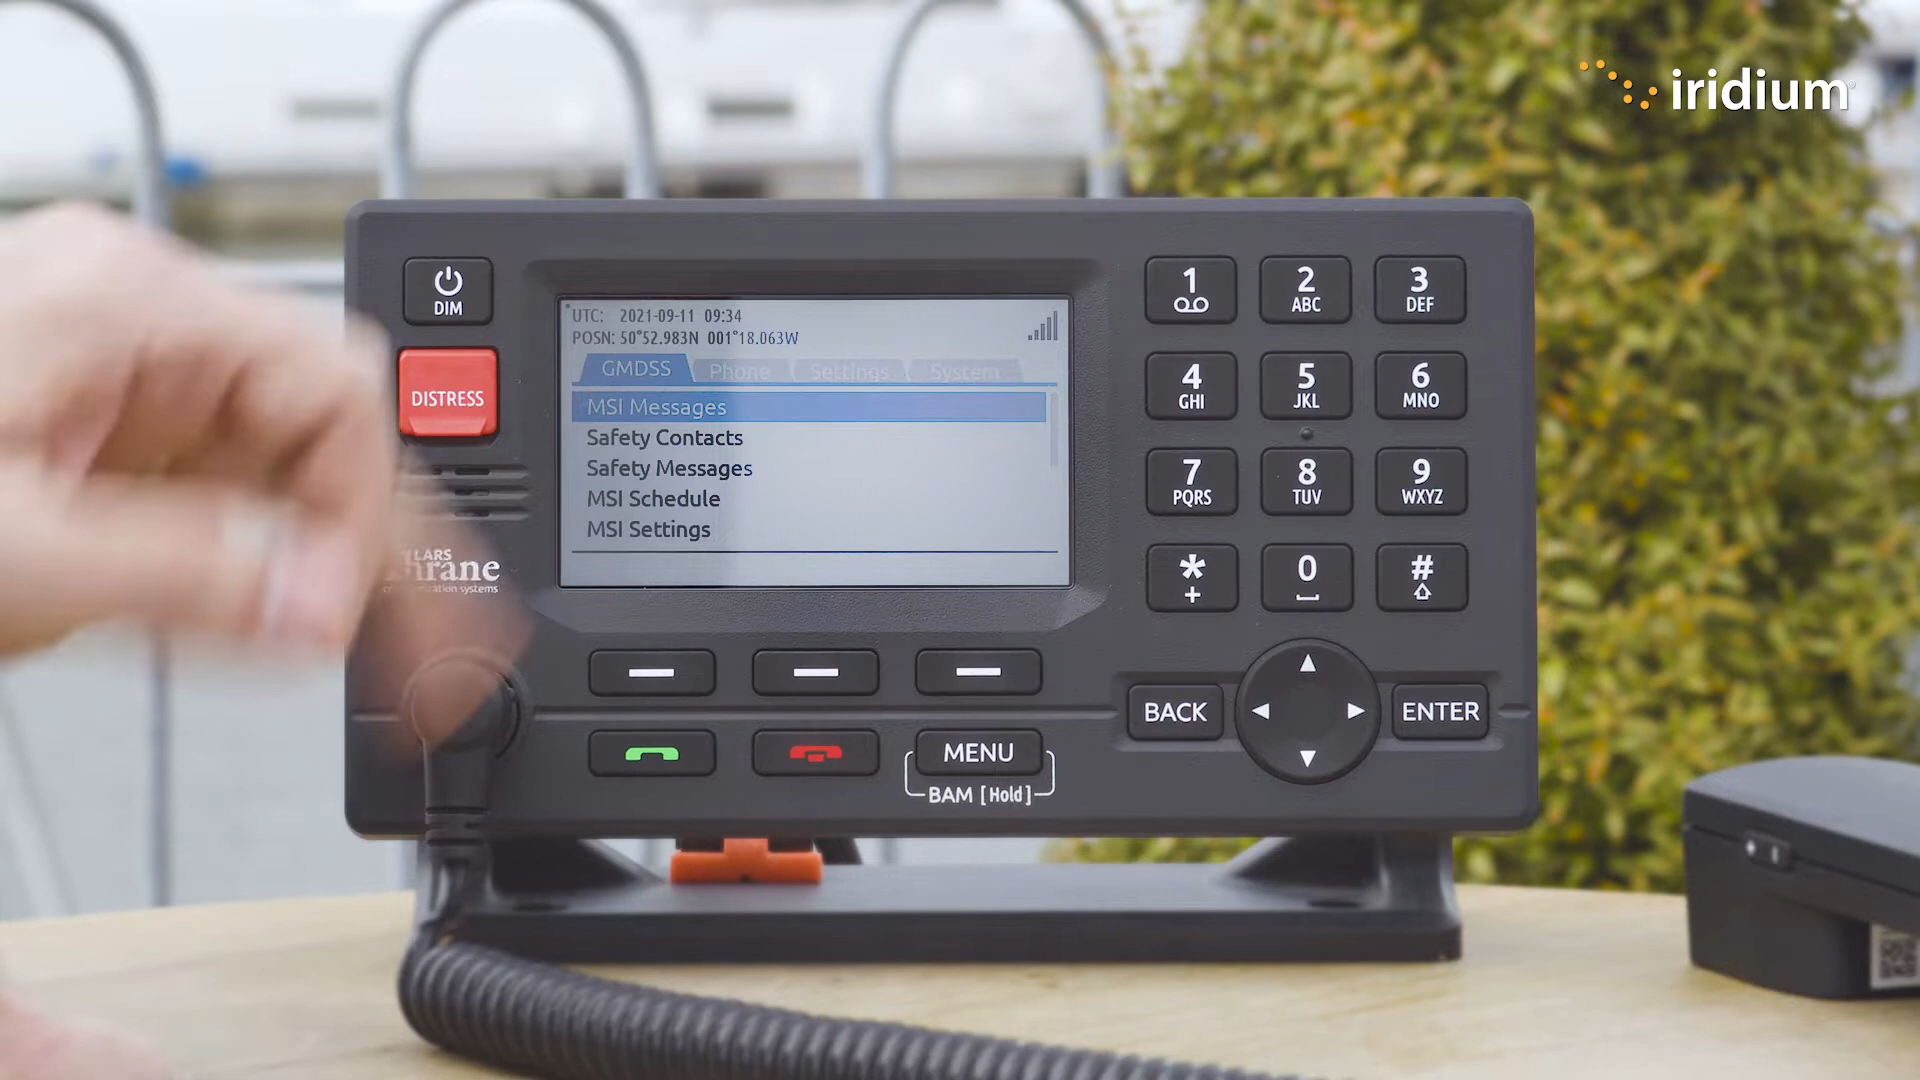 iridium
DIM
DISTRESS
LARS
thrane
UTC: 2021-09-11 09:34
POSN: 50°52.983N 001°18.063W
GMDSS Phone Settings System
MSI Messages
Safety Contacts
Safety Messages
MSI Schedule
MSI Settings
1
2 ABC
3 DEF
4 GHI
5 JKL
6 MNO
7 PQRS
8 TUV
9 WXYZ
* +
0
#
BACK
ENTER
MENU
BAM [Hold]